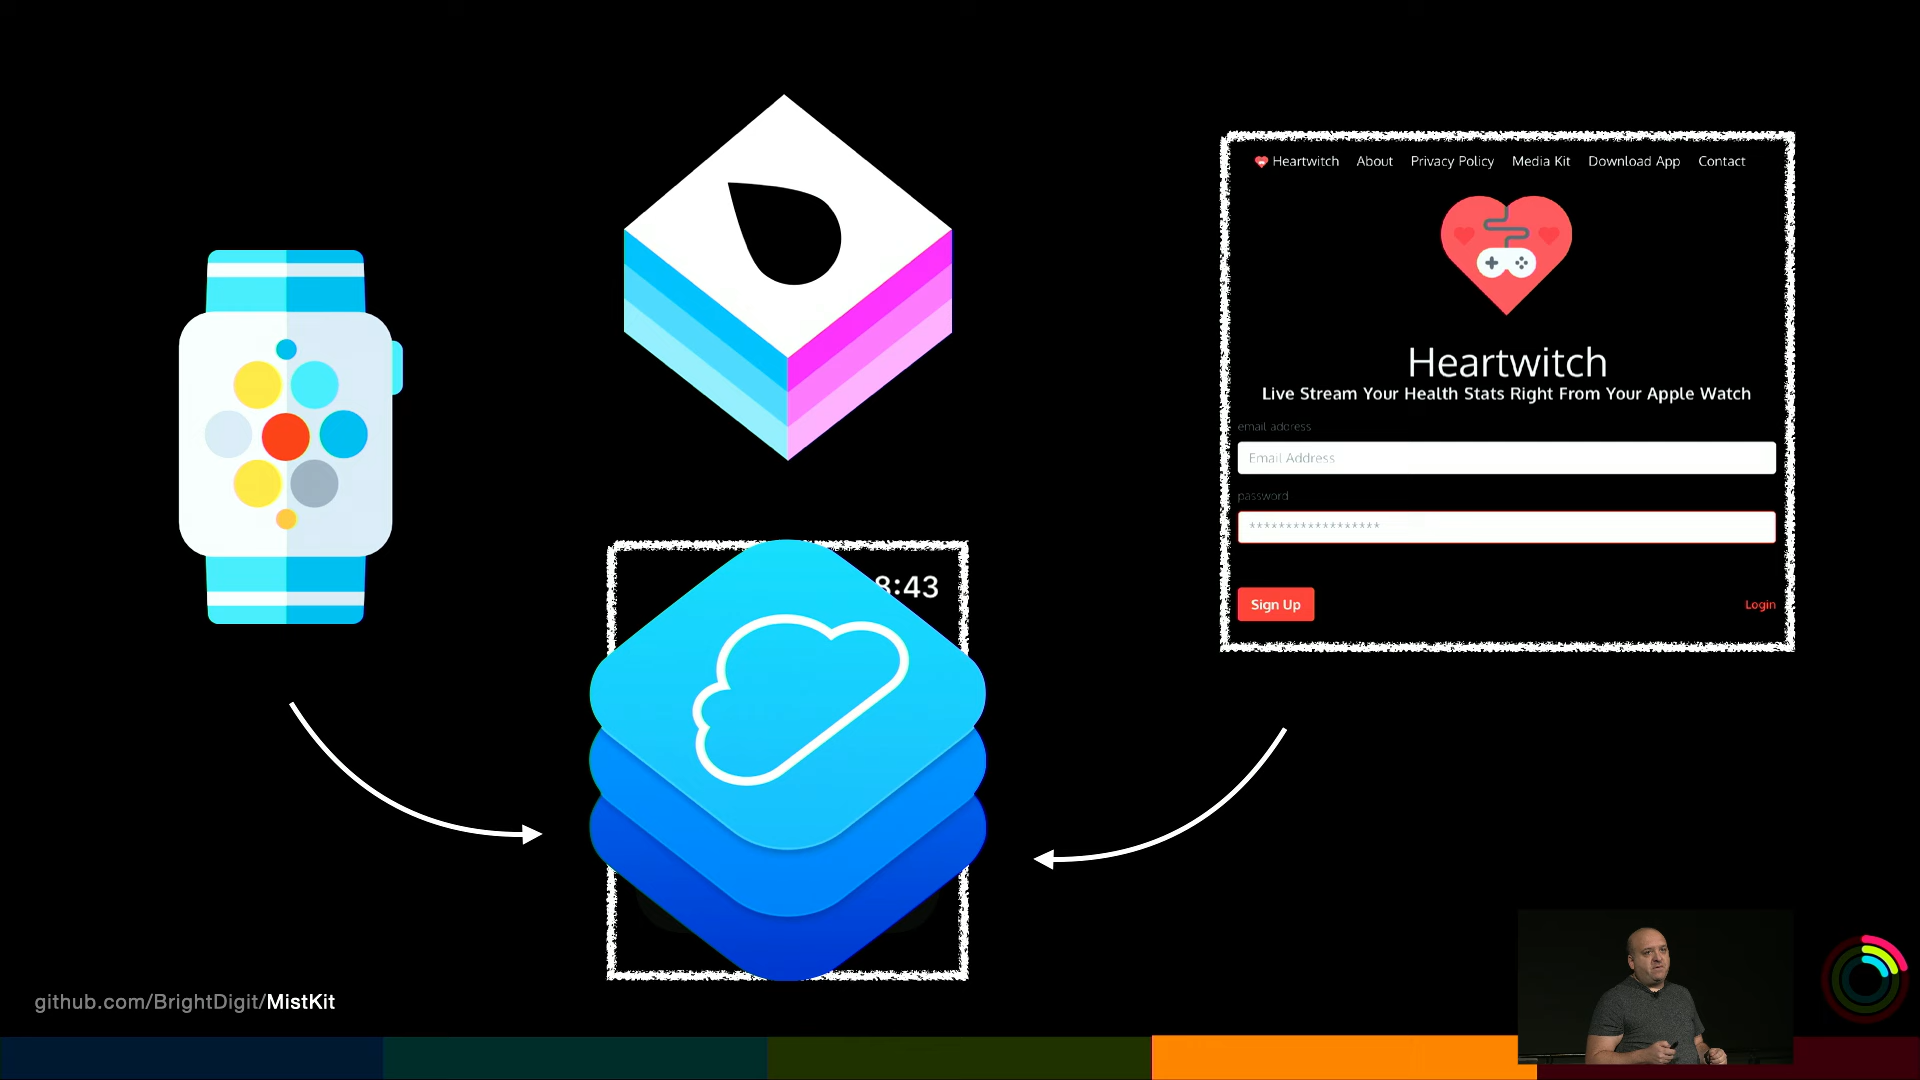 Heartwitch About Privacy Policy Media Kit Download App Contact
Heartwitch
Live Stream Your Health Stats Right From Your Apple Watch
email address
Email Address
password
******************
Sign Up Login
8:43
github.com/BrightDigit/MistKit